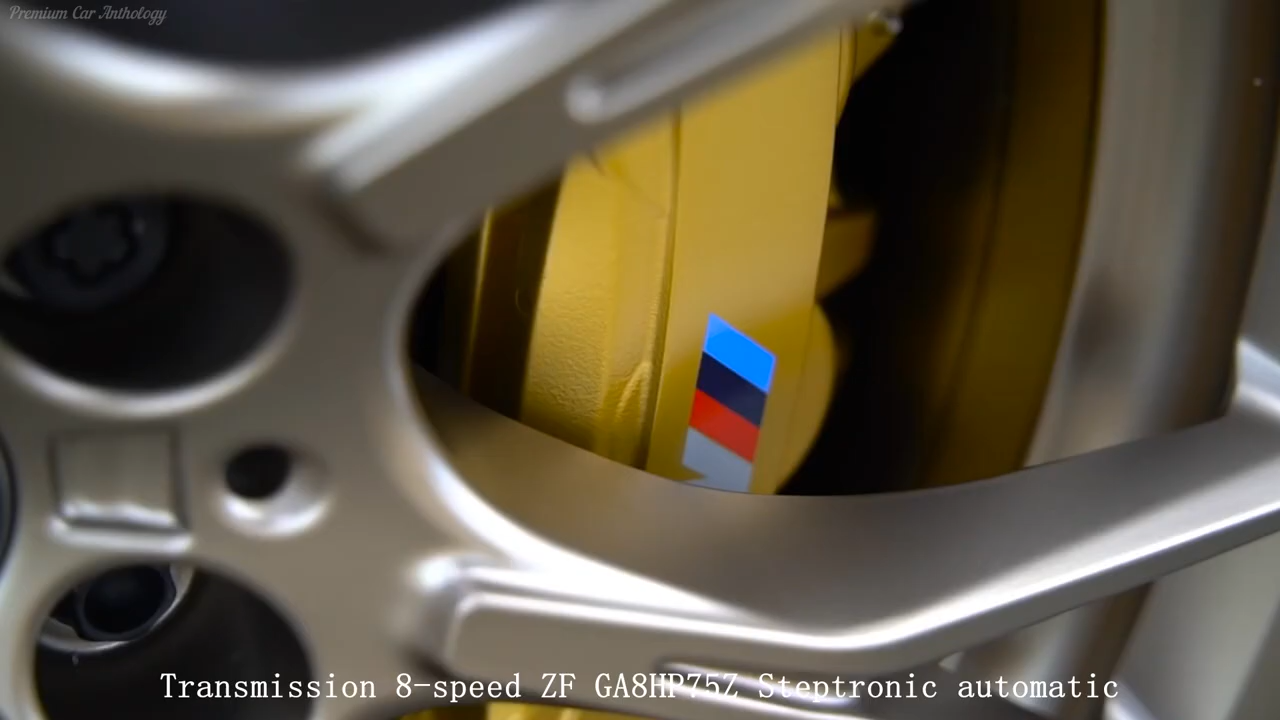 Premium Car Anthology
Transmission 8-speed ZF GA8HP75Z Steptronic automatic